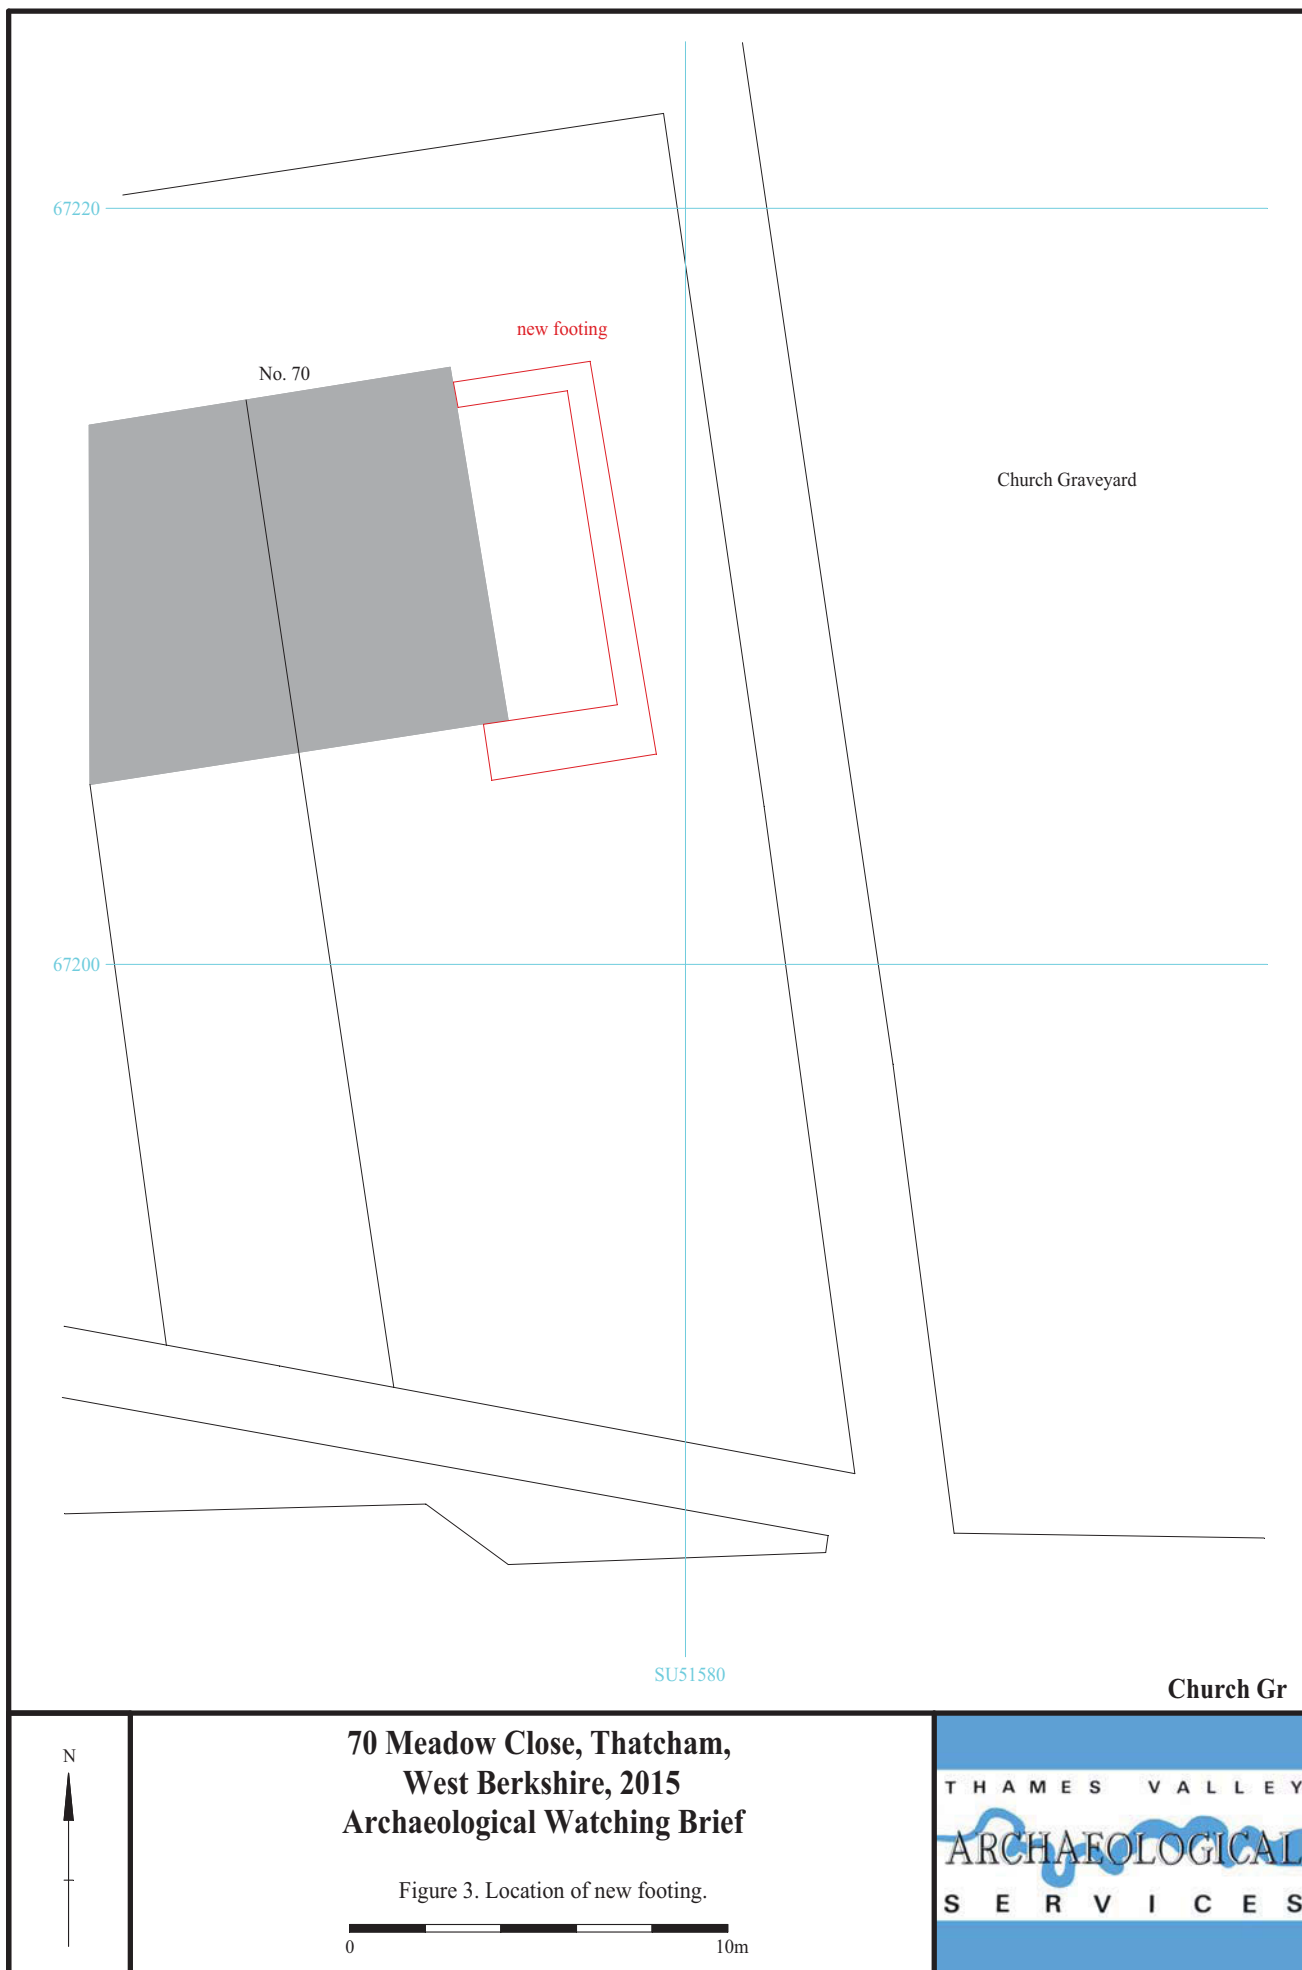 67220
new footing
No. 70
Church Graveyard
67200
SU51580
Church Gr
N
70 Meadow Close, Thatcham,
West Berkshire, 2015
Archaeological Watching Brief
Figure 3. Location of new footing.
0 10m
THAMES VALLEY
ARCHAEOLOGICAL
SERVICES